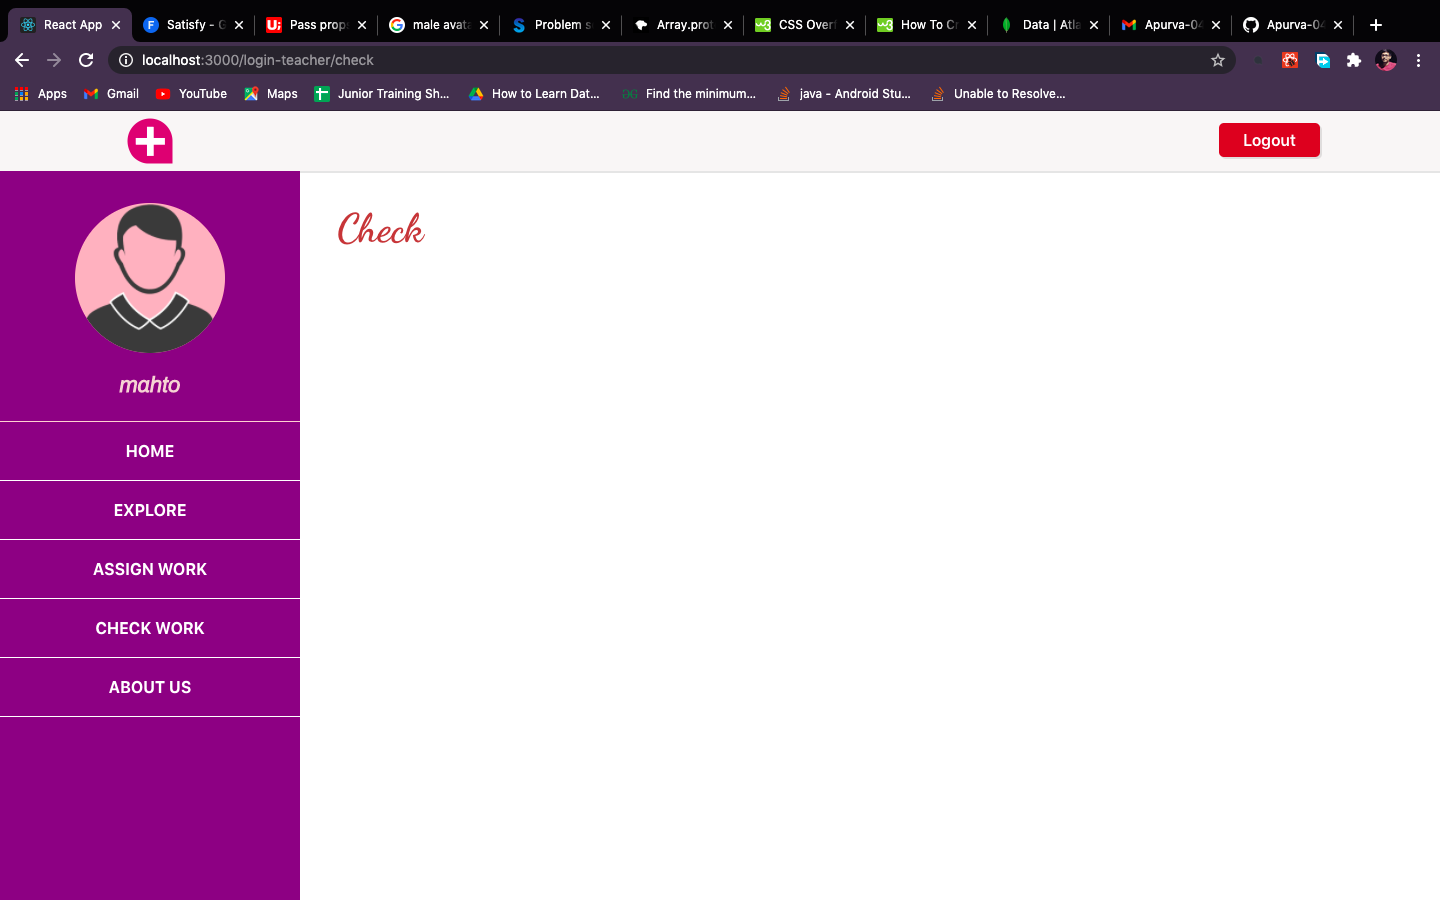 React App
Satisfy - G
Pass prop
male avata
Problem s
Array.prot
CSS Over
How To Cr
Data | Atla
Apurva-04
Apurva-04
localhost:3000/login-teacher/check
Apps
Gmail
YouTube
Maps
Junior Training Sh...
How to Learn Dat...
Find the minimum...
java - Android Stu...
Unable to Resolve...
Logout
Check
mahto
HOME
EXPLORE
ASSIGN WORK
CHECK WORK
ABOUT US